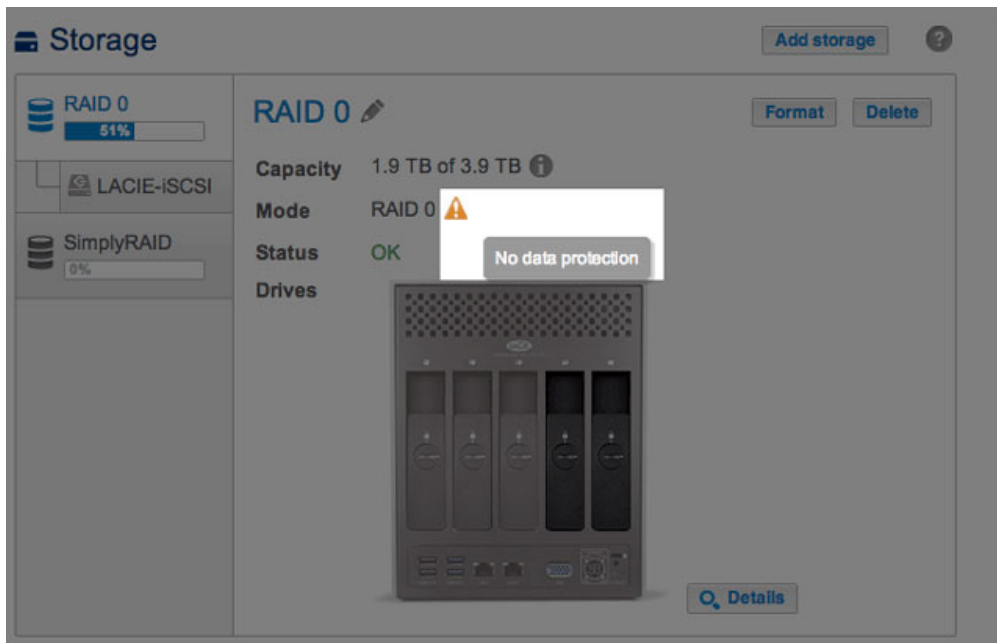 Storage
Add storage
RAID 0
51%
LACIE-iSCSI
SimplyRAID
0%
RAID 0
Format
Delete
Capacity 1.9 TB of 3.9 TB
Mode RAID 0
No data protection
Status OK
Drives
Details